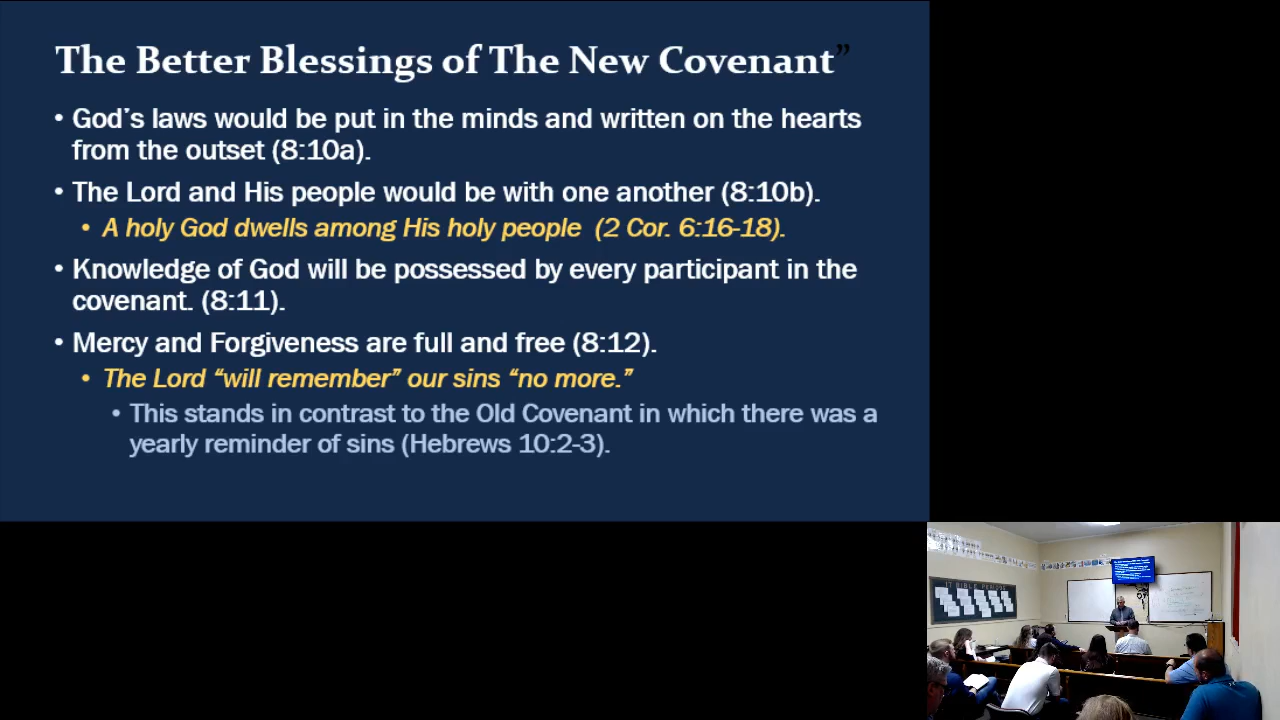 The Better Blessings of The New Covenant”
• God’s laws would be put in the minds and written on the hearts
from the outset (8:10a).
• The Lord and His people would be with one another (8:10b).
• A holy God dwells among His holy people (2 Cor. 6:16-18).
• Knowledge of God will be possessed by every participant in the
covenant. (8:11).
• Mercy and Forgiveness are full and free (8:12).
• The Lord “will remember” our sins “no more.”
• This stands in contrast to the Old Covenant in which there was a
yearly reminder of sins (Hebrews 10:2-3).
BIBLE PERIODS